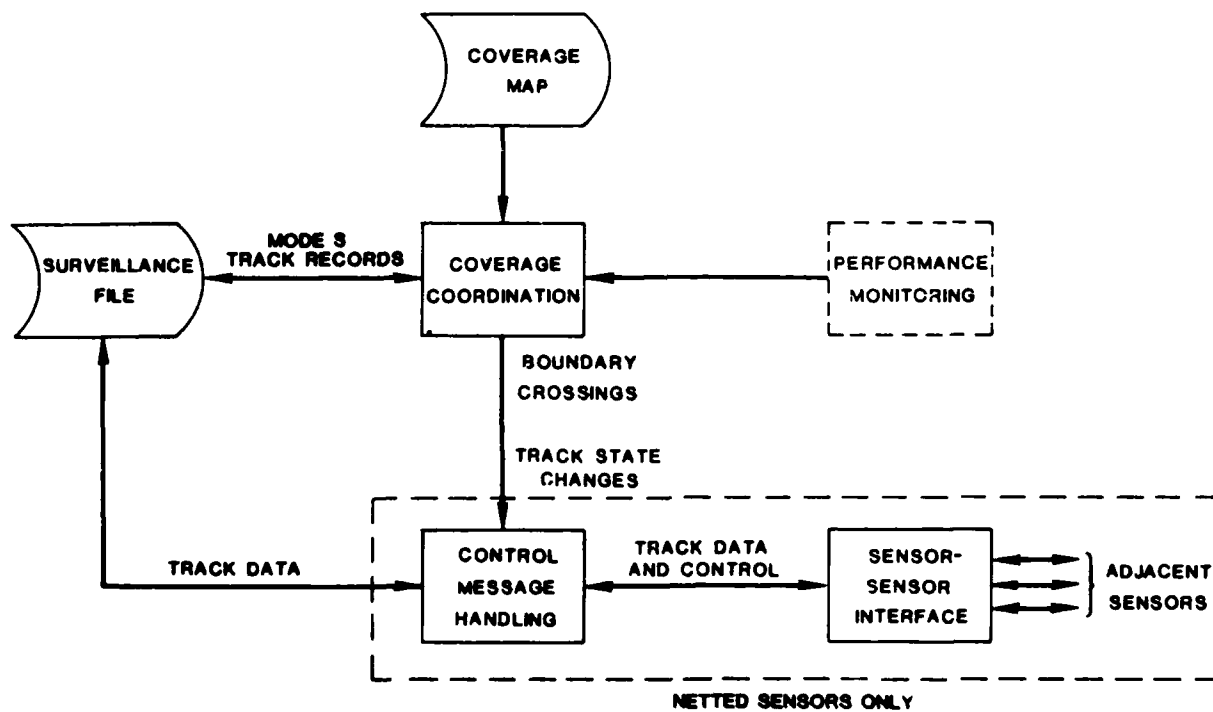 COVERAGE
MAP
MODE S
TRACK RECORDS
SURVEILLANCE
FILE
COVERAGE
COORDINATION
PERFORMANCE
MONITORING
BOUNDARY
CROSSINGS
TRACK STATE
CHANGES
TRACK DATA
CONTROL
MESSAGE
HANDLING
TRACK DATA
AND CONTROL
SENSOR-
SENSOR
INTERFACE
ADJACENT
SENSORS
NETTED SENSORS ONLY